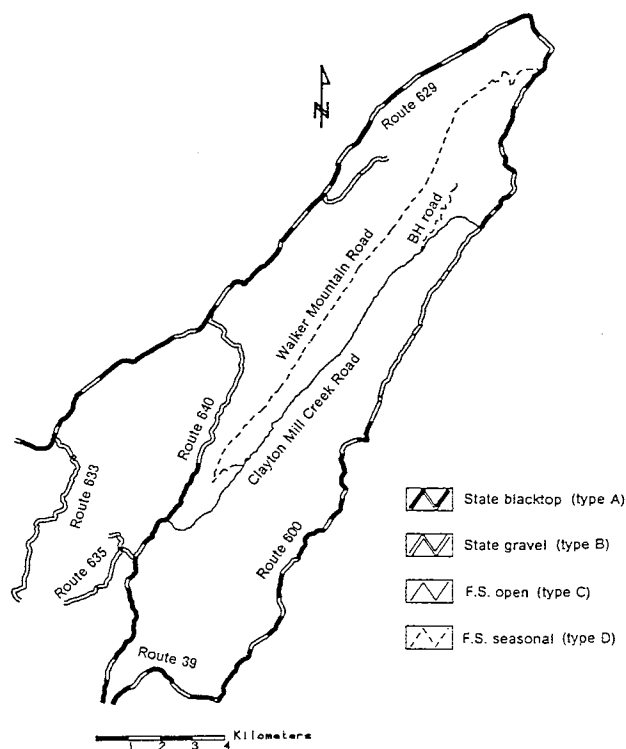 N
Route 629
BH road
Walker Mountain Road
Route 640
Clayton Mill Creek Road
Route 633
Route 635
Route 600
Route 39
State blacktop (type A)
State gravel (type B)
F.S. open (type C)
F.S. seasonal (type D)
Kilometers
1 2 3 4